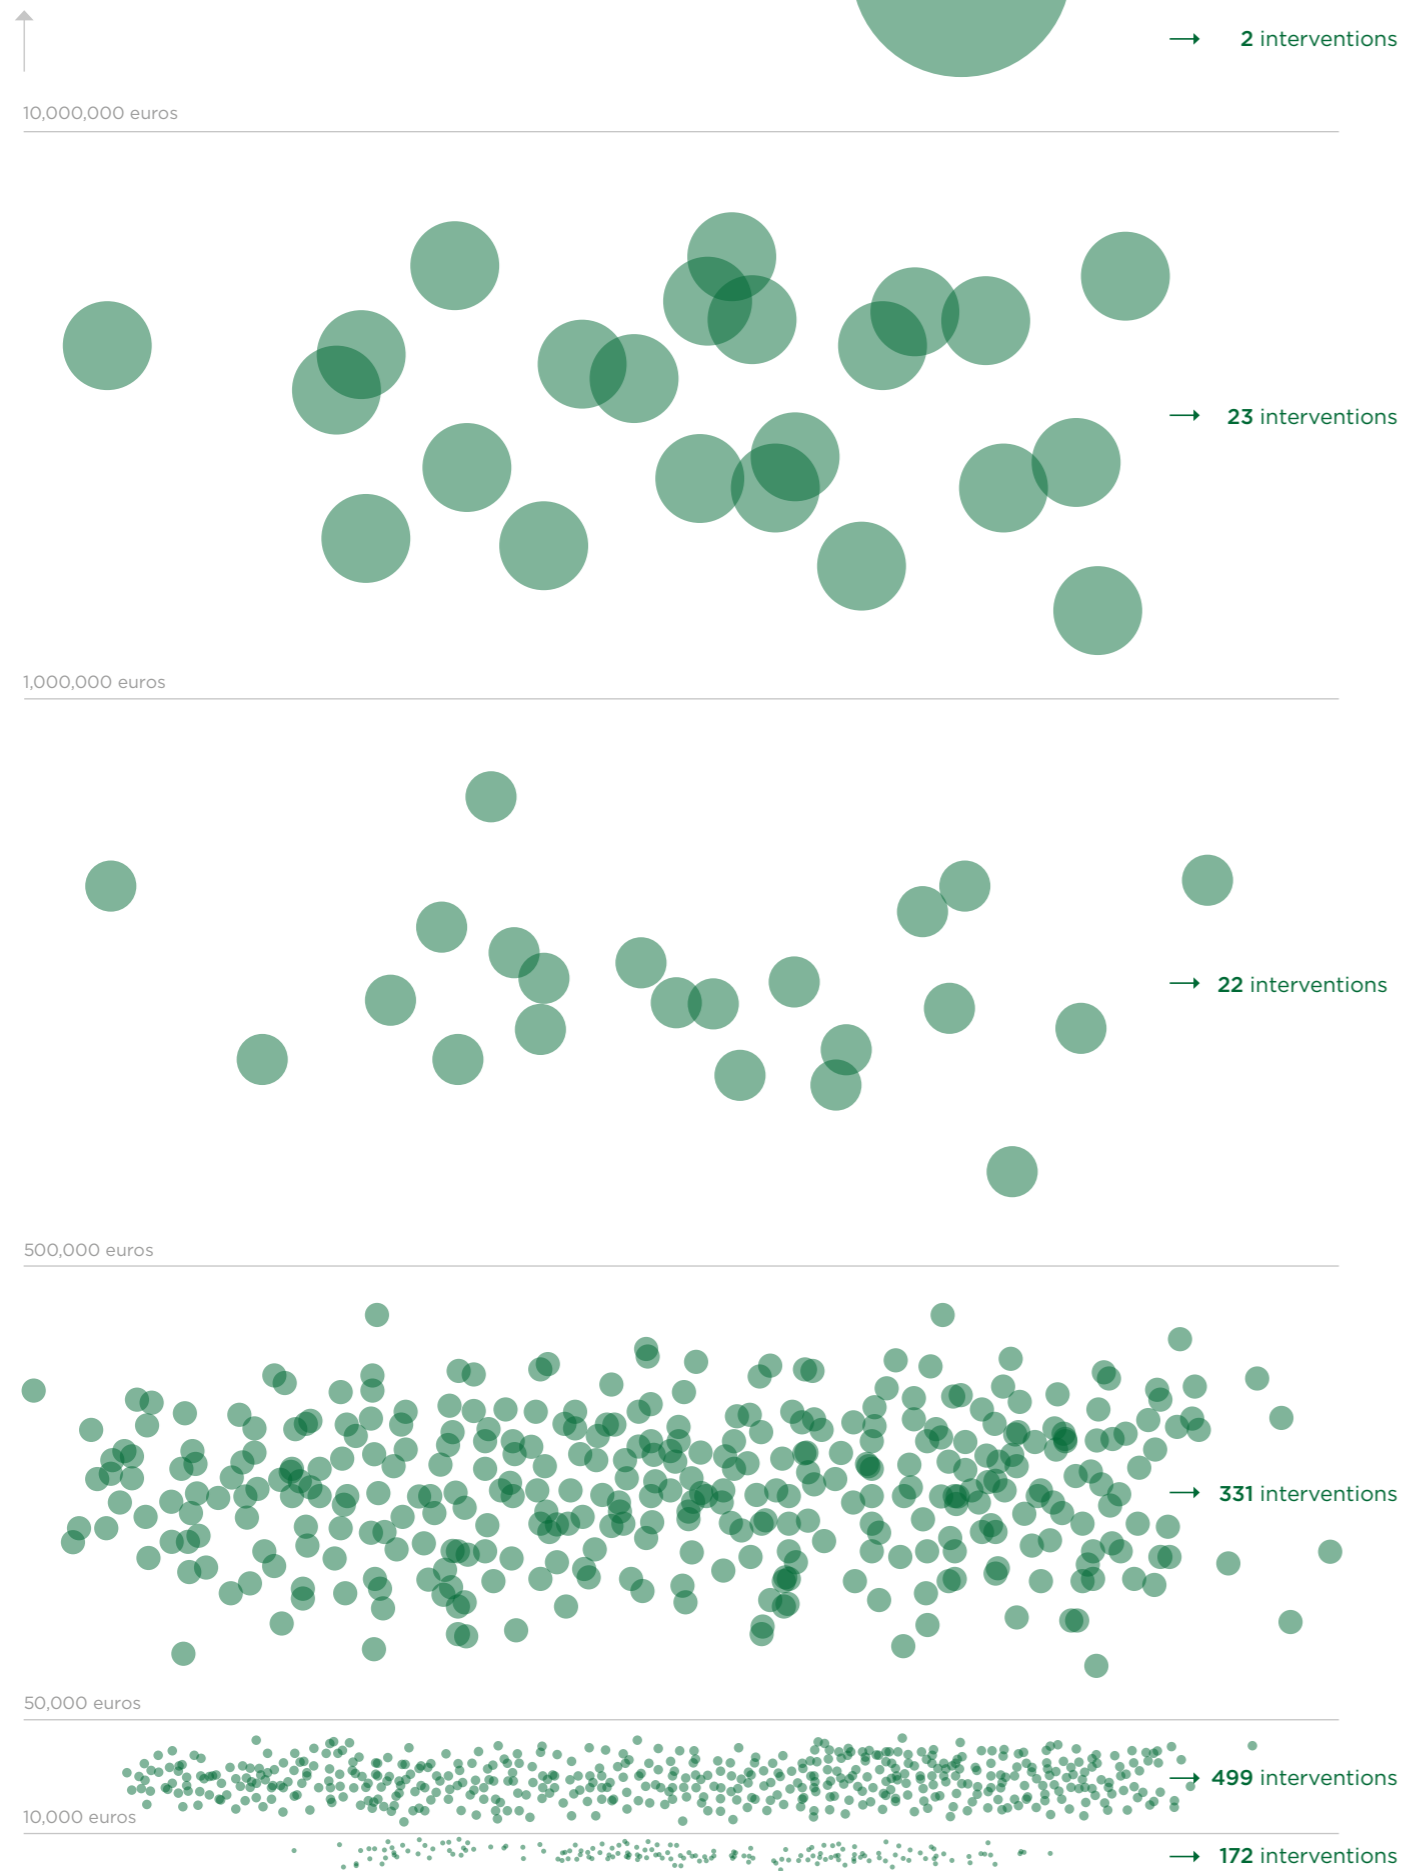 2 interventions
10,000,000 euros
23 interventions
1,000,000 euros
22 interventions
500,000 euros
331 interventions
50,000 euros
499 interventions
10,000 euros
172 interventions